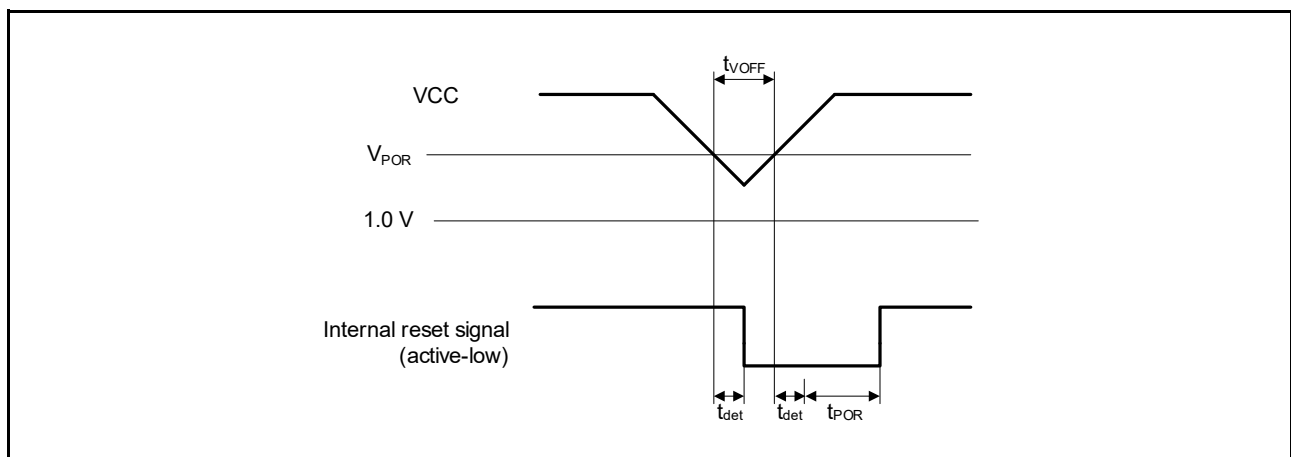 tVOFF
VCC
VPOR
1.0 V
Internal reset signal
(active-low)
tdet
tdet
tPOR